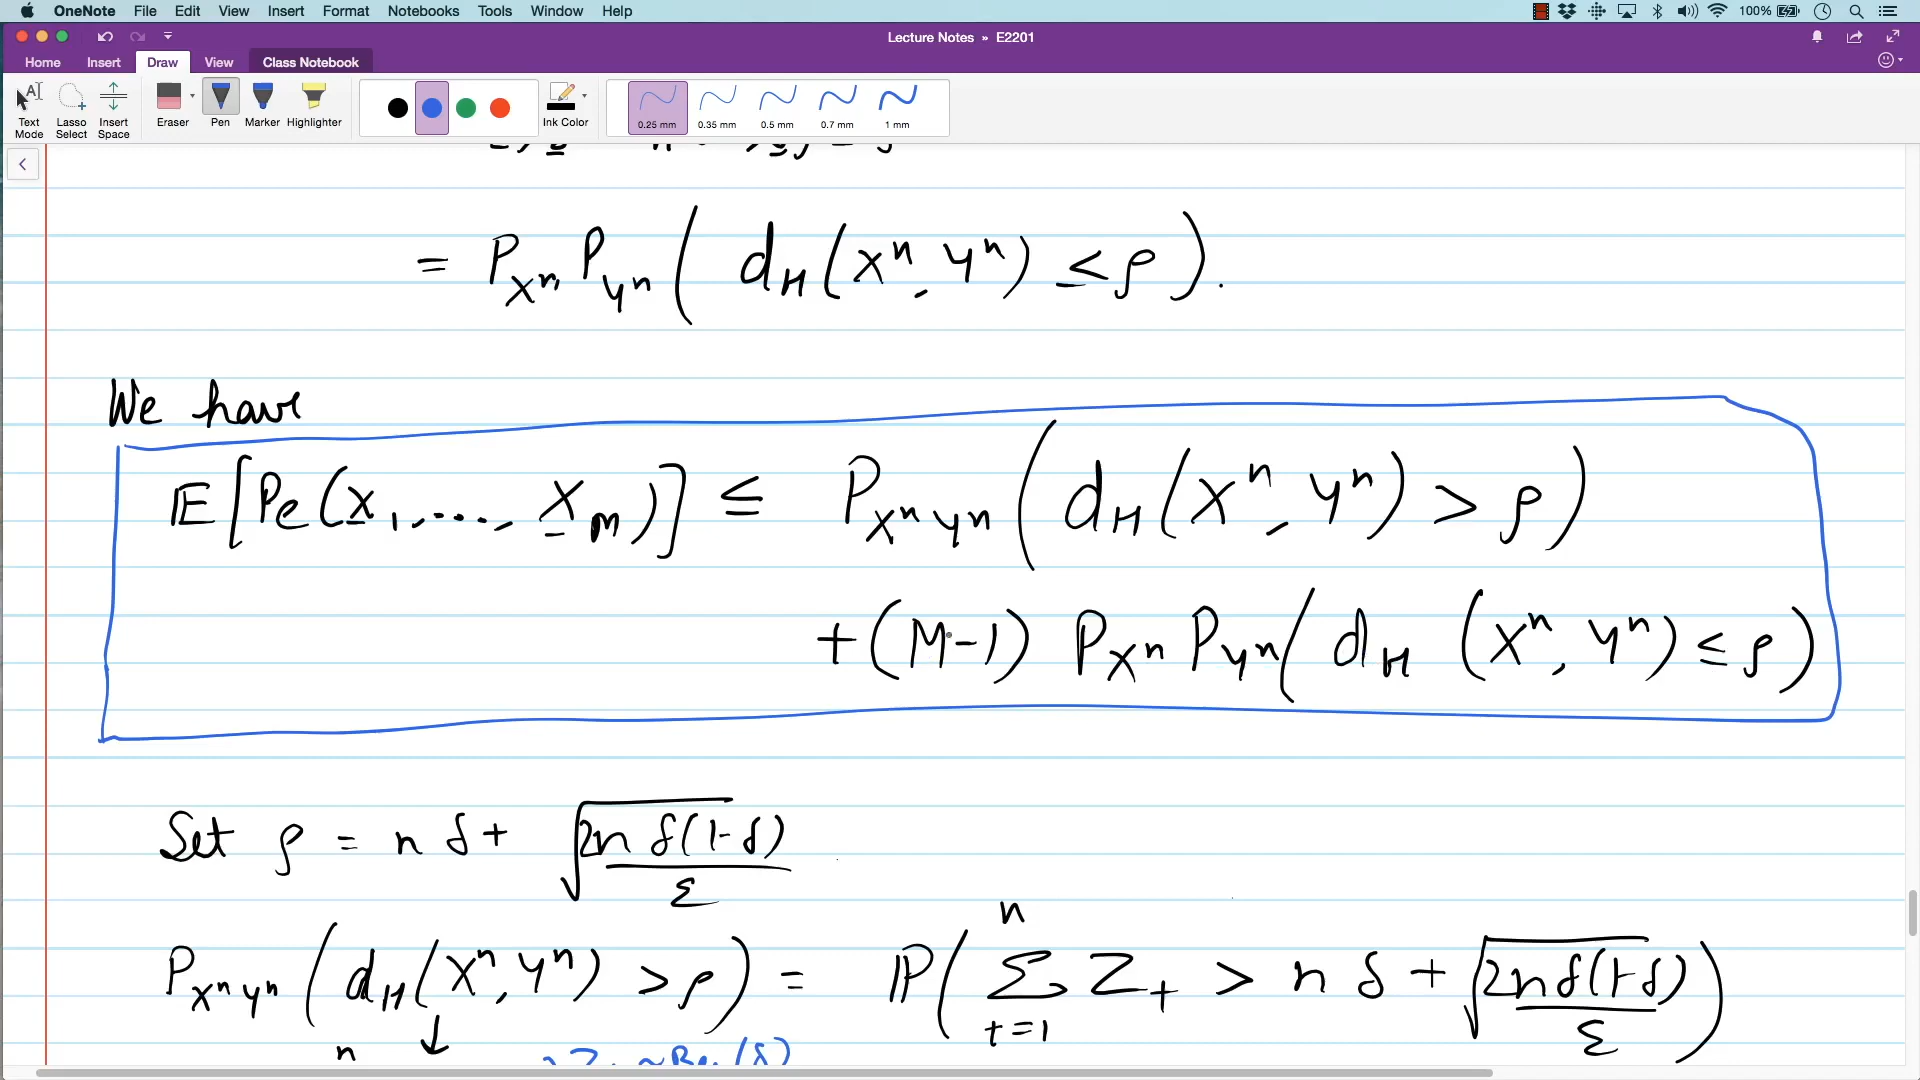 OneNote File Edit View Insert Format Notebooks Tools Window Help 100%
Lecture Notes » E2201
Home Insert Draw View Class Notebook
Text Mode Lasso Select Insert Space Eraser Pen Marker Highlighter Ink Color 0.25 mm 0.35 mm 0.5 mm 0.7 mm 1 mm
= P_{X^n} P_{Y^n} ( d_H (X^n, Y^n) ≤ ρ ).
We have
𝔼[Pe(X_1, ..., X_M)] ≤ P_{X^n Y^n} ( d_H (X^n, Y^n) > ρ )
+ (M-1) P_{X^n} P_{Y^n} ( d_H (X^n, Y^n) ≤ ρ )
Set ρ = n δ + √(2n δ(1-δ) / ε)
P_{X^n Y^n} ( d_H (X^n, Y^n) > ρ ) = ℙ( Σ_{t=1}^n Z_t > n δ + √(2nδ(1-δ) / ε) )